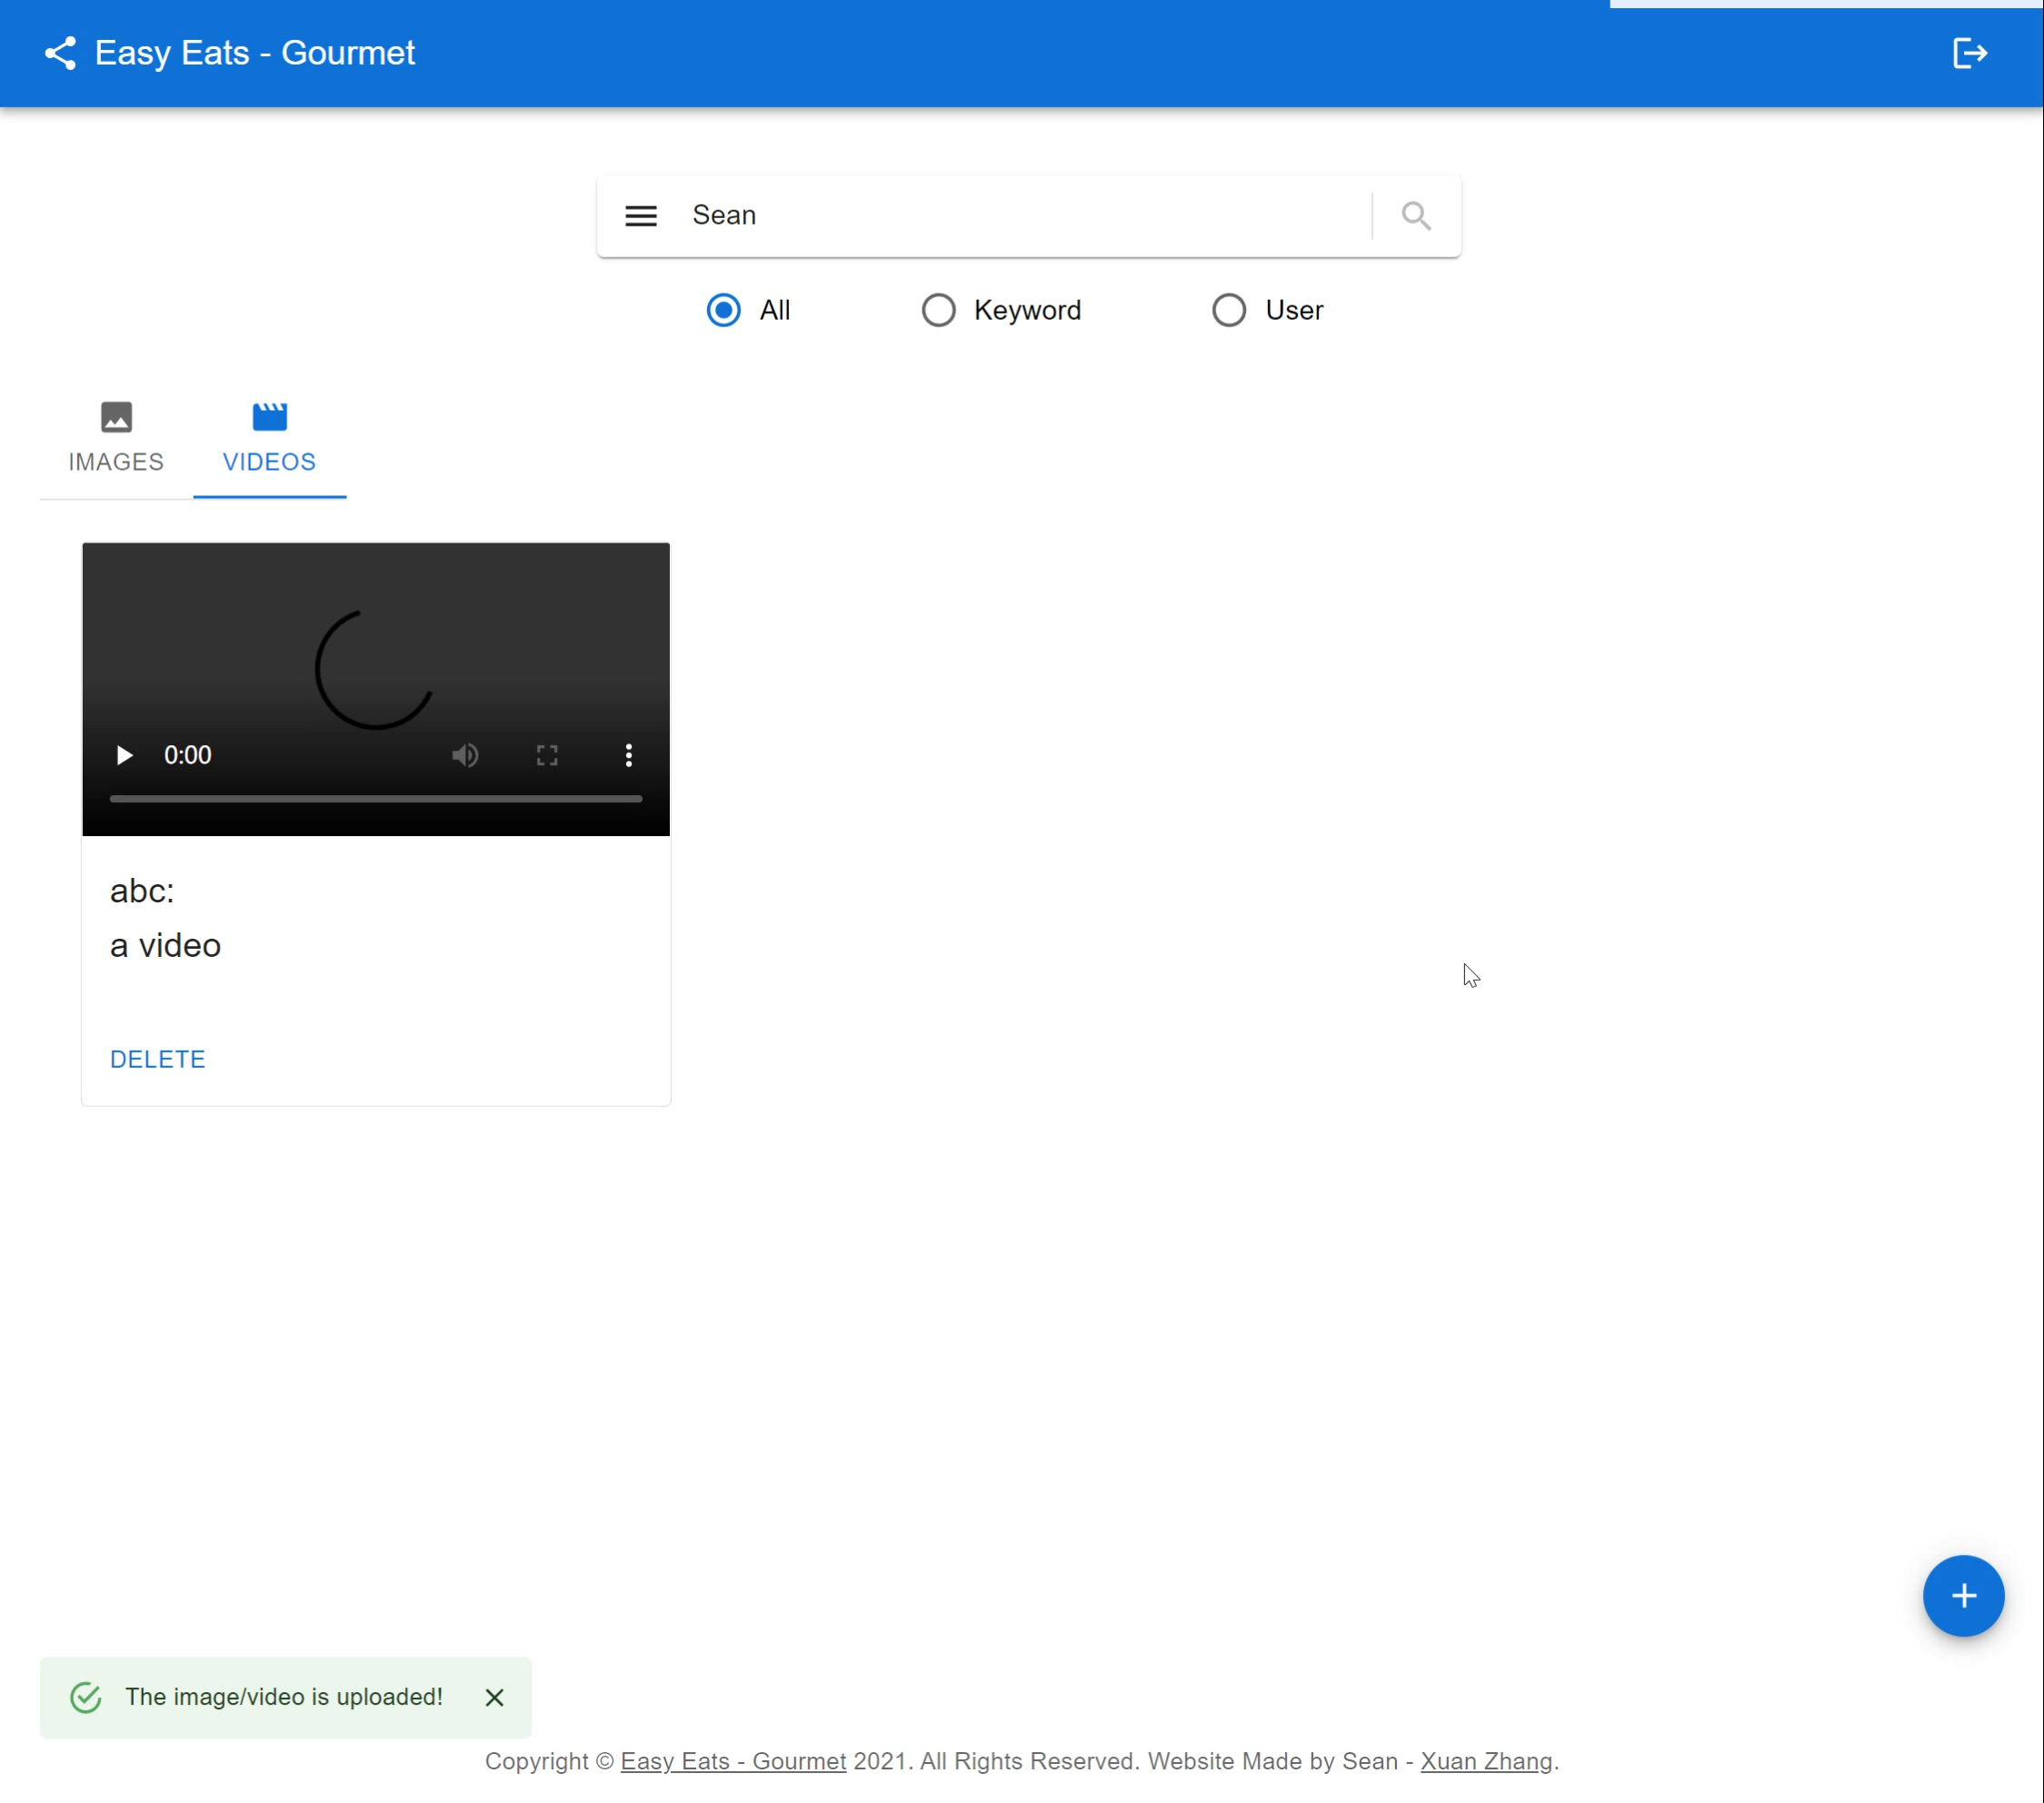 Easy Eats - Gourmet
Sean
All Keyword User
IMAGES VIDEOS
0:00
abc:
a video
DELETE
The image/video is uploaded!
Copyright © Easy Eats - Gourmet 2021. All Rights Reserved. Website Made by Sean - Xuan Zhang.